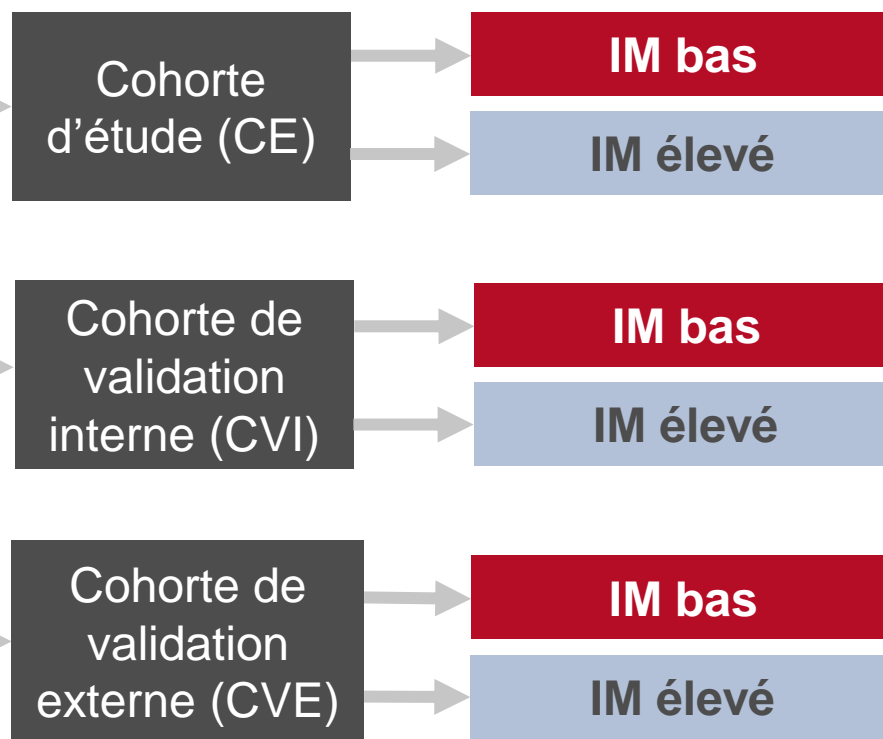 Cohorte
d’étude (CE)
IM bas
IM élevé
Cohorte de
validation
interne (CVI)
IM bas
IM élevé
Cohorte de
validation
externe (CVE)
IM bas
IM élevé